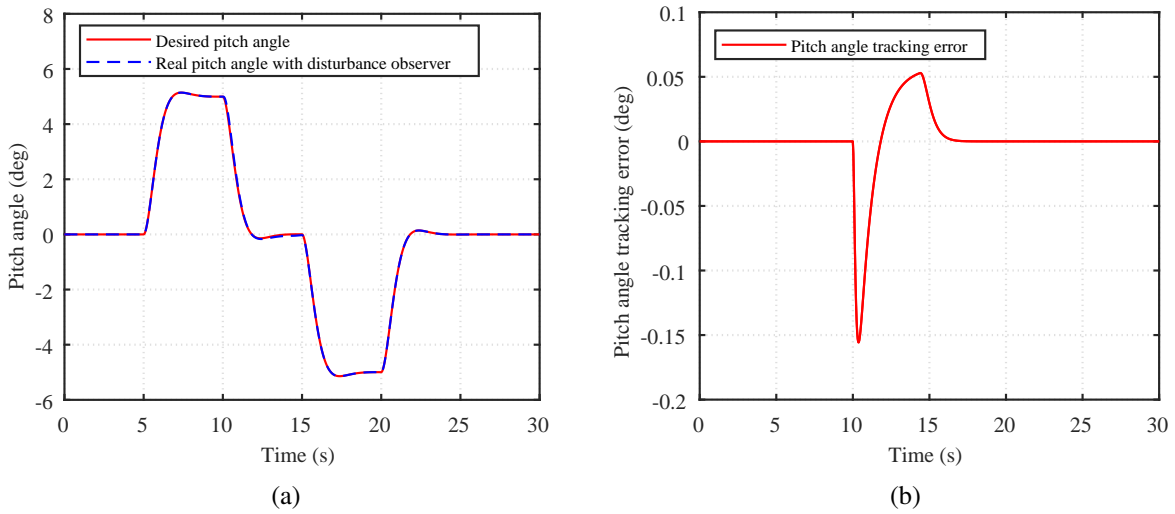 Desired pitch angle
Real pitch angle with disturbance observer
Pitch angle (deg)
8
6
4
2
0
-2
-4
-6
0 5 10 15 20 25 30
Time (s)
(a)
Pitch angle tracking error
Pitch angle tracking error (deg)
0.1
0.05
0
-0.05
-0.1
-0.15
-0.2
0 5 10 15 20 25 30
Time (s)
(b)